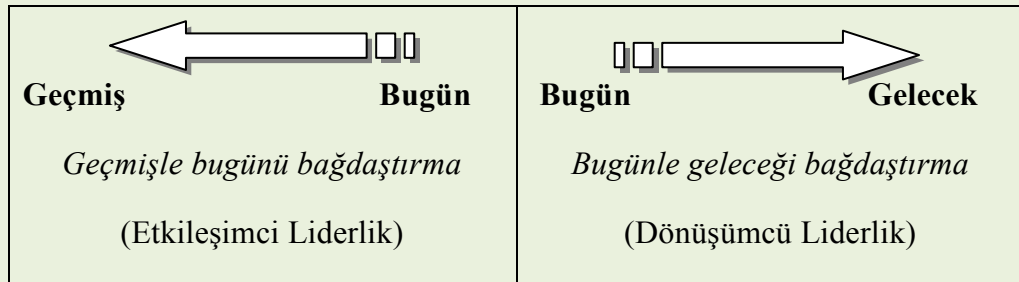 Geçmiş Bugün
Geçmişle bugünü bağdaştırma
(Etkileşimci Liderlik)
Bugün Gelecek
Bugünle geleceği bağdaştırma
(Dönüşümcü Liderlik)